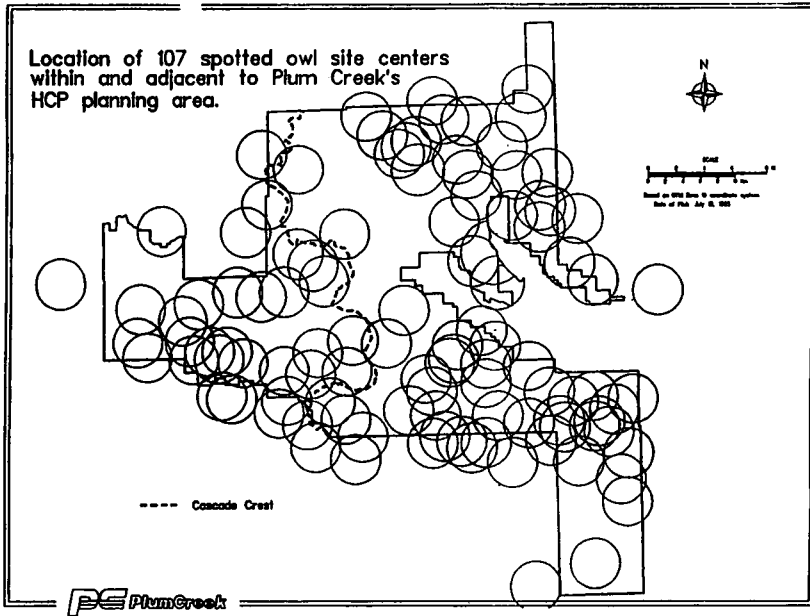 Location of 107 spotted owl site centers
within and adjacent to Plum Creek's
HCP planning area.
N
SCALE
Cascade Crest
PlumCreek